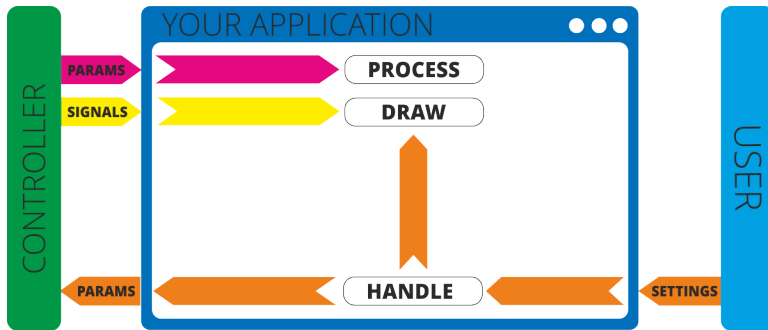 YOUR APPLICATION
CONTROLLER
PARAMS
PROCESS
SIGNALS
DRAW
USER
PARAMS
HANDLE
SETTINGS